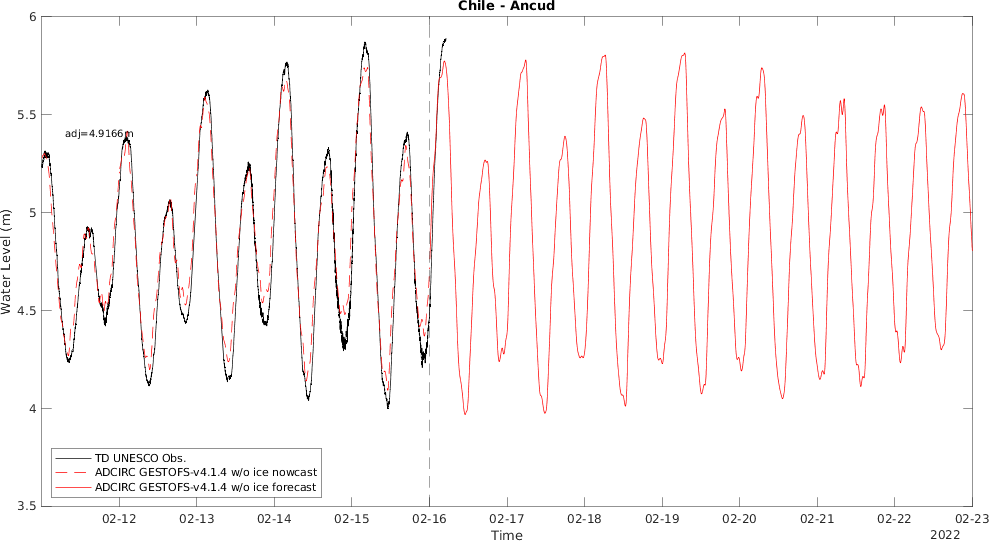 Chile - Ancud
Water Level (m)
6
5.5
5
4.5
4
3.5
adj=4.9166 m
TD UNESCO Obs.
ADCIRC GESTOFS-v4.1.4 w/o ice nowcast
ADCIRC GESTOFS-v4.1.4 w/o ice forecast
02-12 02-13 02-14 02-15 02-16 02-17 02-18 02-19 02-20 02-21 02-22 02-23
Time
2022